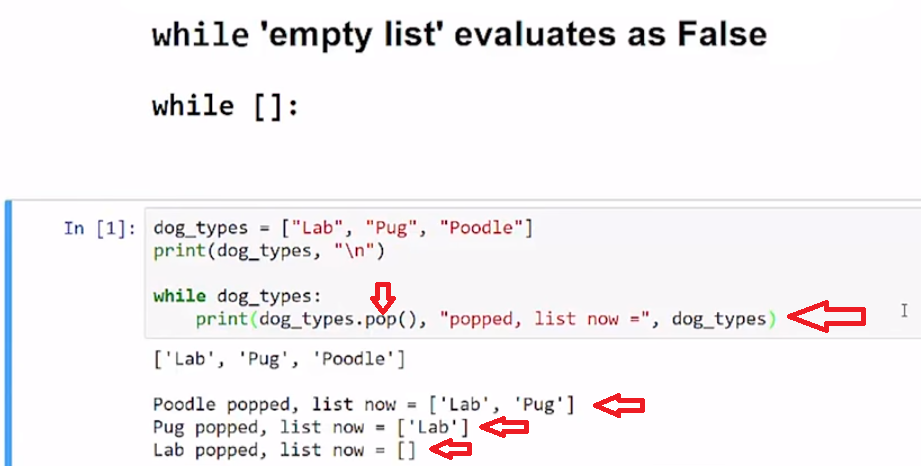 while 'empty list' evaluates as False
while []:
In [1]: dog_types = ["Lab", "Pug", "Poodle"]
print(dog_types, "\n")
while dog_types:
print(dog_types.pop(), "popped, list now =", dog_types)
['Lab', 'Pug', 'Poodle']
Poodle popped, list now = ['Lab', 'Pug']
Pug popped, list now = ['Lab']
Lab popped, list now = []